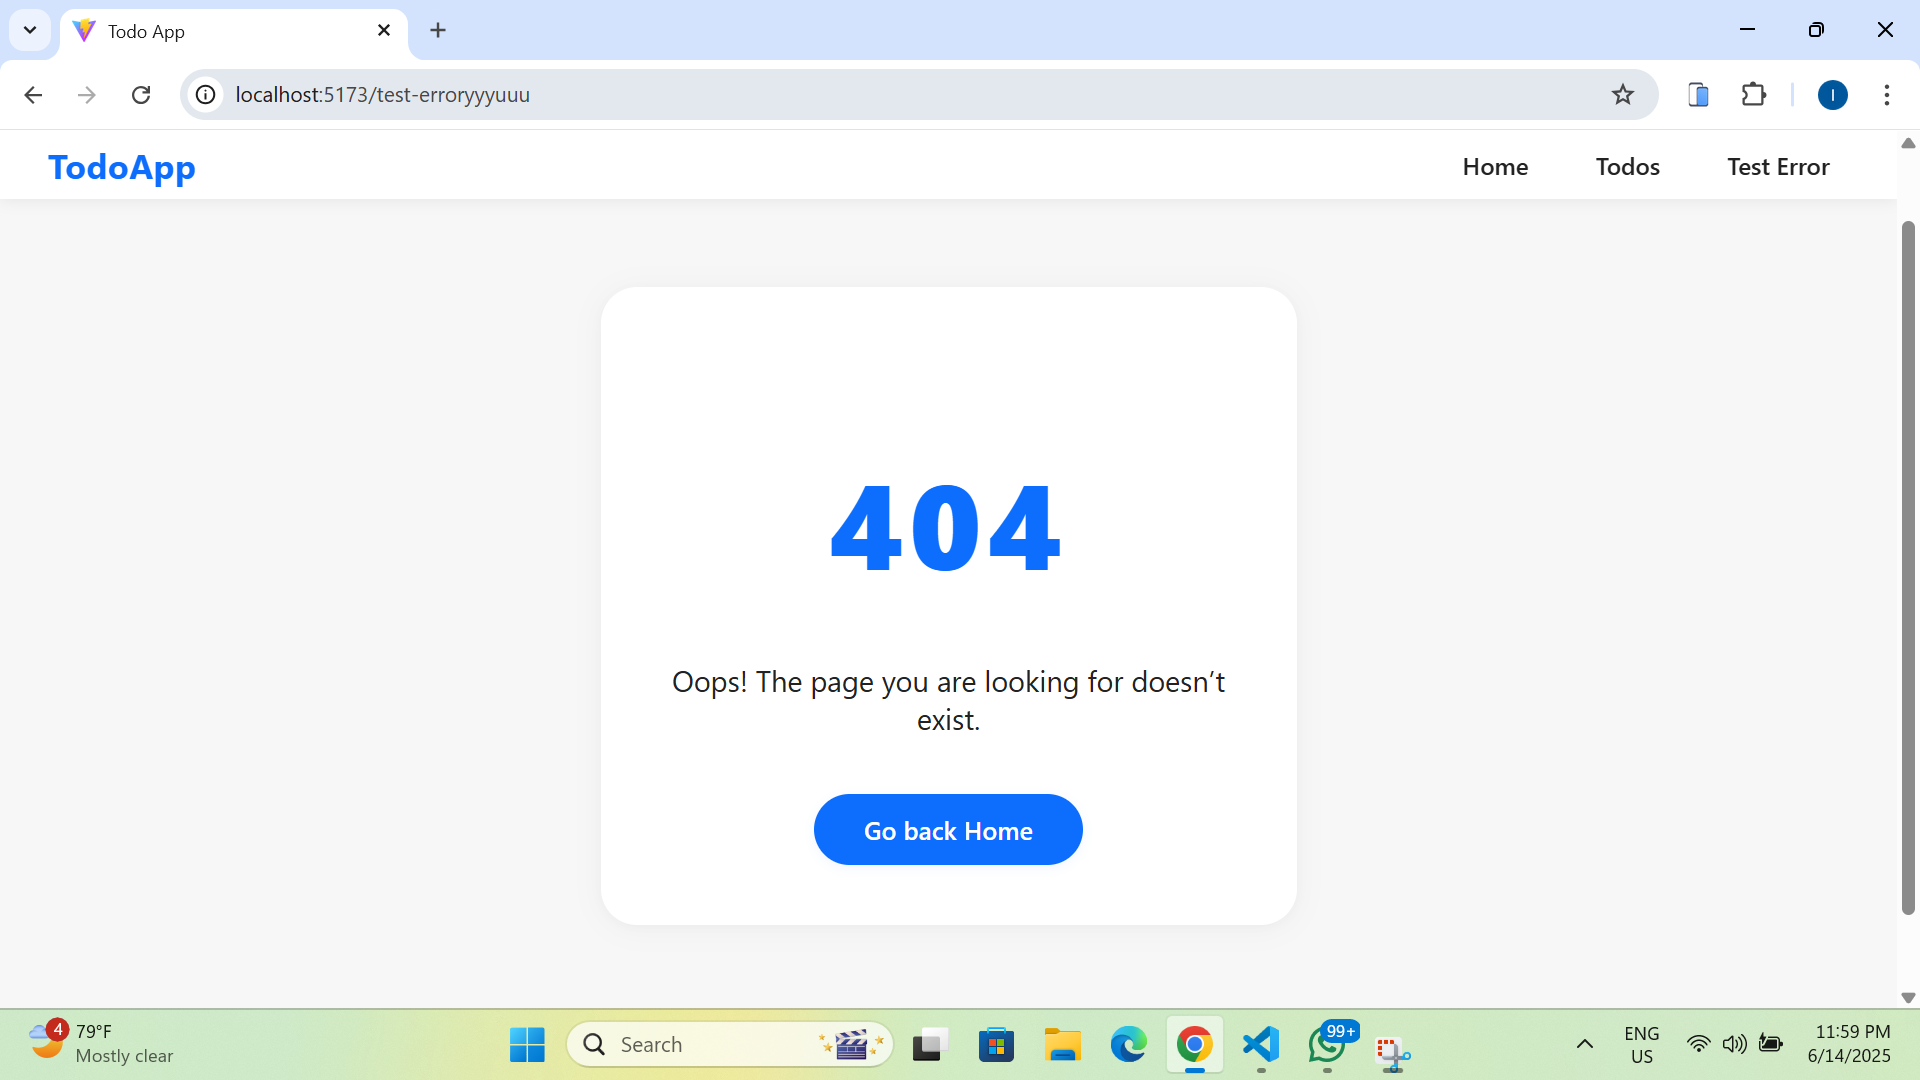 Todo App
localhost:5173/test-erroryyyuuu
I
TodoApp
Home
Todos
Test Error
404
Oops! The page you are looking for doesn’t
exist.
Go back Home
4
79°F
Mostly clear
Search
99+
ENG
US
11:59 PM
6/14/2025